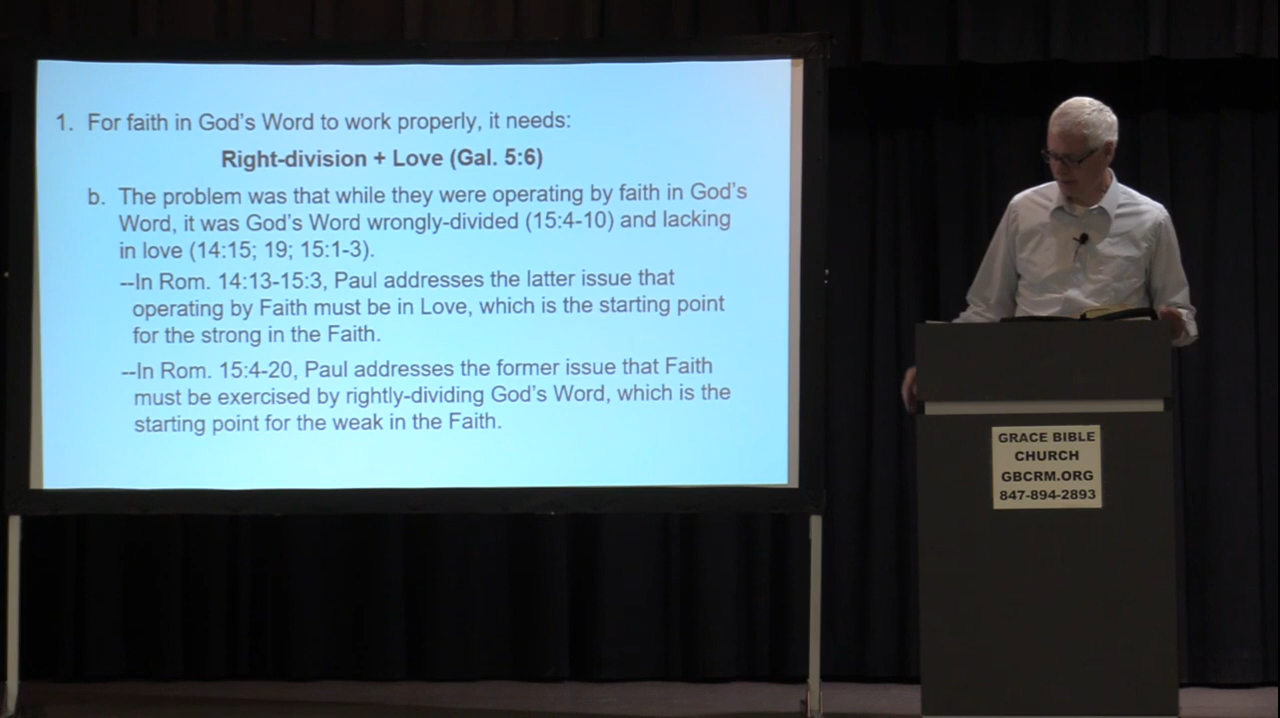 1. For faith in God's Word to work properly, it needs:
Right-division + Love (Gal. 5:6)
b. The problem was that while they were operating by faith in God's
Word, it was God's Word wrongly-divided (15:4-10) and lacking
in love (14:15; 19; 15:1-3).
--In Rom. 14:13-15:3, Paul addresses the latter issue that
operating by Faith must be in Love, which is the starting point
for the strong in the Faith.
--In Rom. 15:4-20, Paul addresses the former issue that Faith
must be exercised by rightly-dividing God's Word, which is the
starting point for the weak in the Faith.
GRACE BIBLE
CHURCH
GBCRM.ORG
847-894-2893